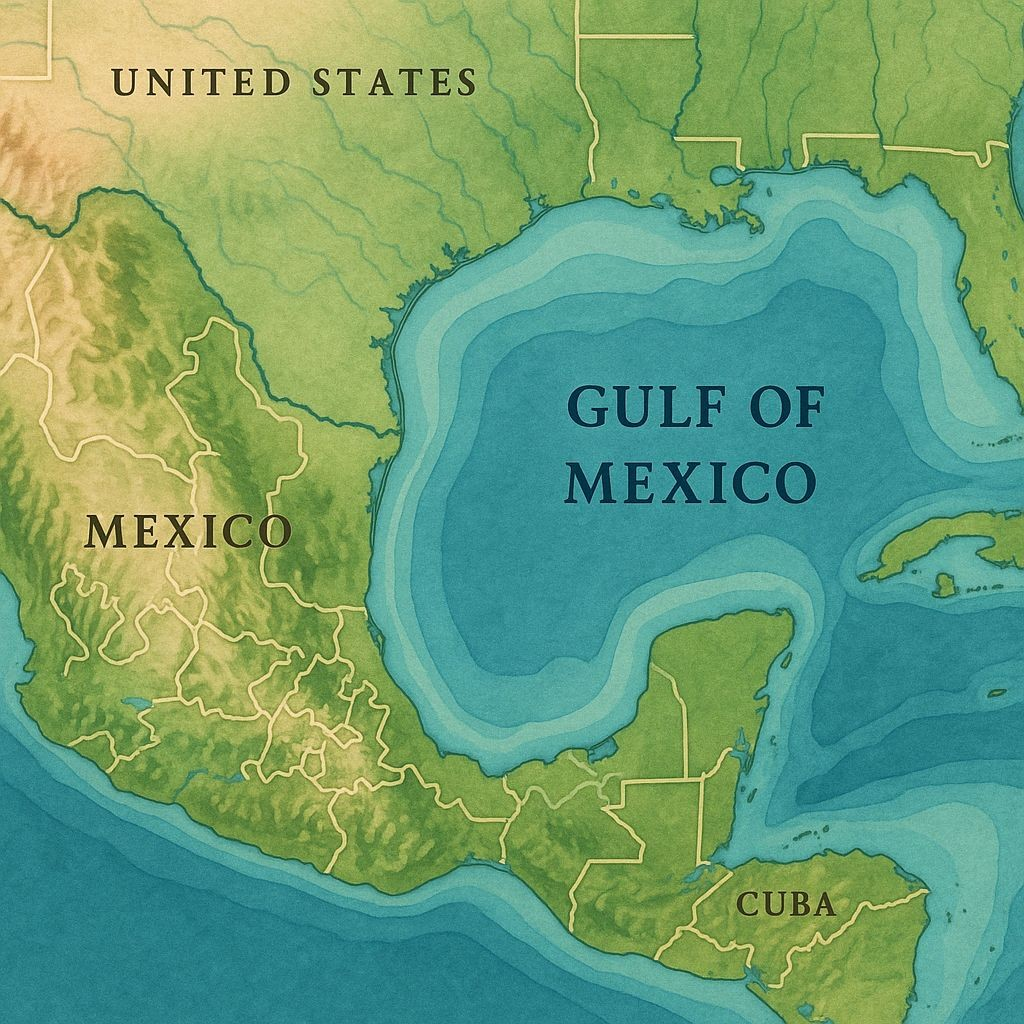 UNITED STATES
GULF OF
MEXICO
MEXICO
CUBA